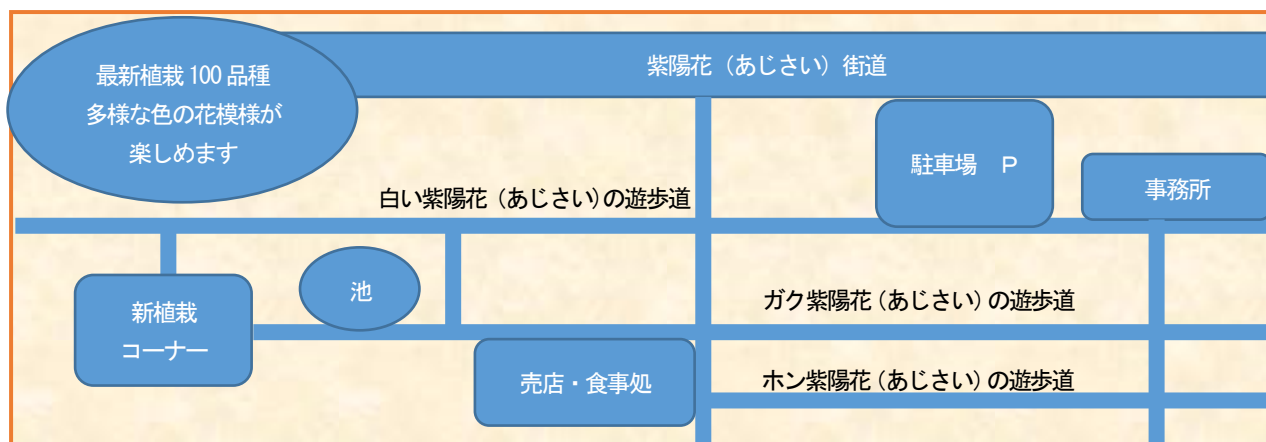 最新植栽100品種
多様な色の花模様が
楽しめます
紫陽花（あじさい）街道
駐車場　Ｐ
事務所
白い紫陽花（あじさい）の遊歩道
新植栽
コーナー
池
ガク紫陽花（あじさい）の遊歩道
売店・食事処
ホン紫陽花（あじさい）の遊歩道